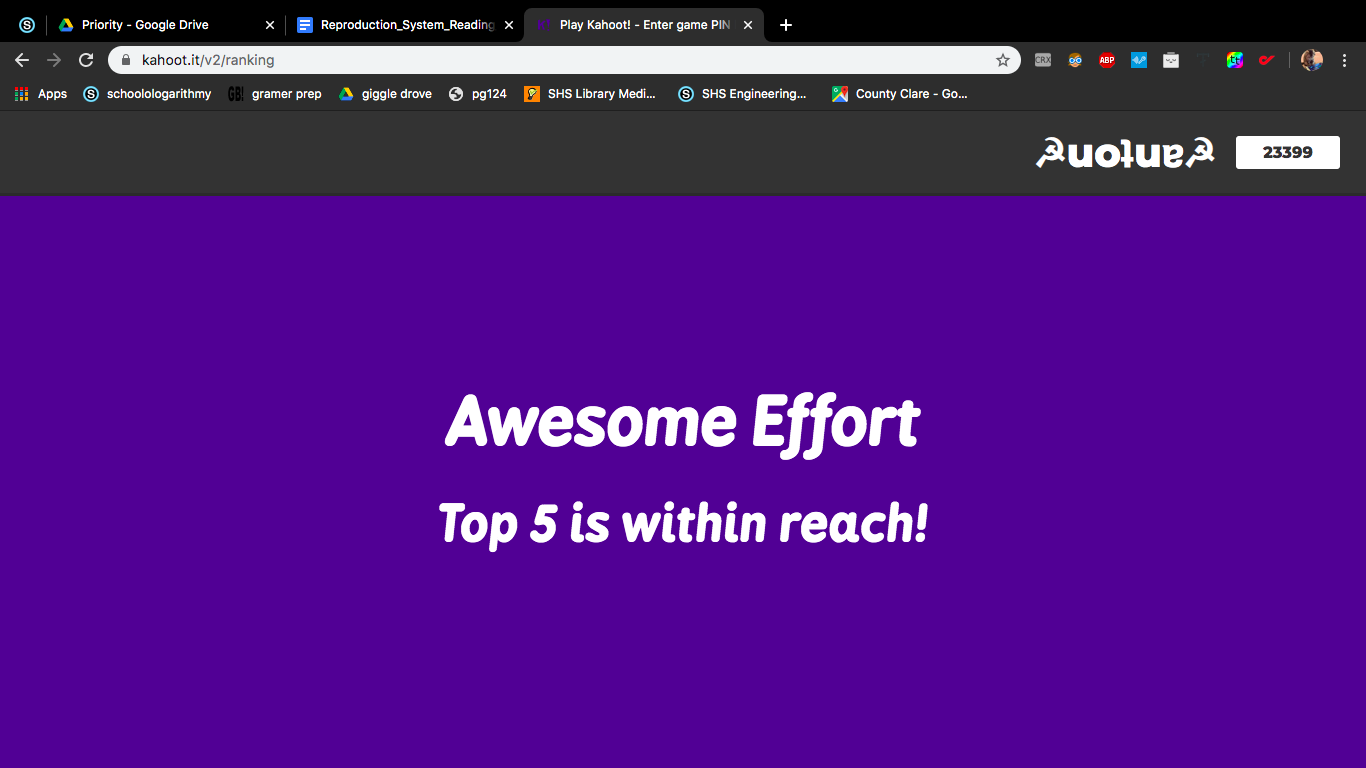 Priority - Google Drive
Reproduction_System_Reading
Play Kahoot! - Enter game PIN
kahoot.it/v2/ranking
CRX
ABP
Apps
schoolologarithmy
GB!
gramer prep
giggle drove
pg124
SHS Library Medi...
SHS Engineering...
County Clare - Go...
☭uoʇuɐ☭
23399
Awesome Effort
Top 5 is within reach!